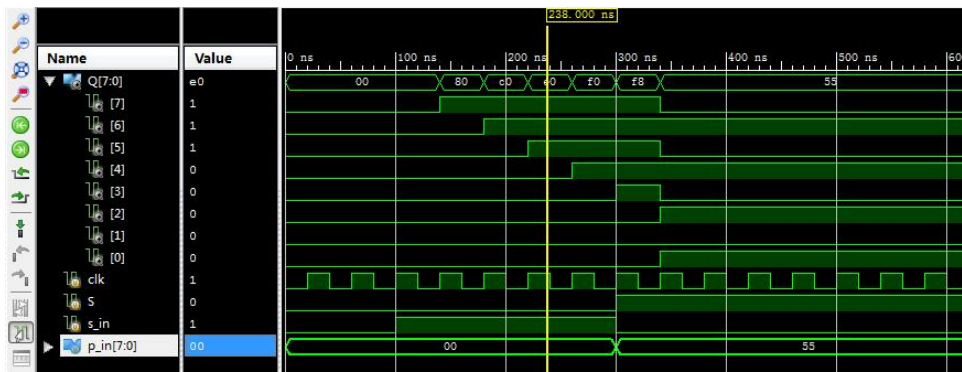 238.000 ns
Name Value 0 ns 100 ns 200 ns 300 ns 400 ns 500 ns 60
Q[7:0] e0 00 80 c0 e0 f0 f8 55
[7] 1
[6] 1
[5] 1
[4] 0
[3] 0
[2] 0
[1] 0
[0] 0
clk 1
S 0
s_in 1
p_in[7:0] 00 00 55